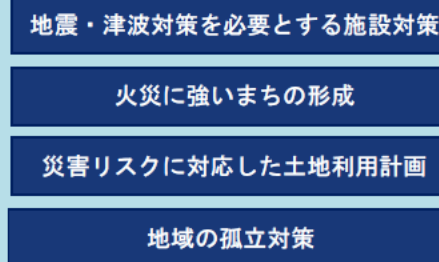 地震・津波対策を必要とする施設対策
火災に強いまちの形成
災害リスクに対応した土地利用計画
地域の孤立対策